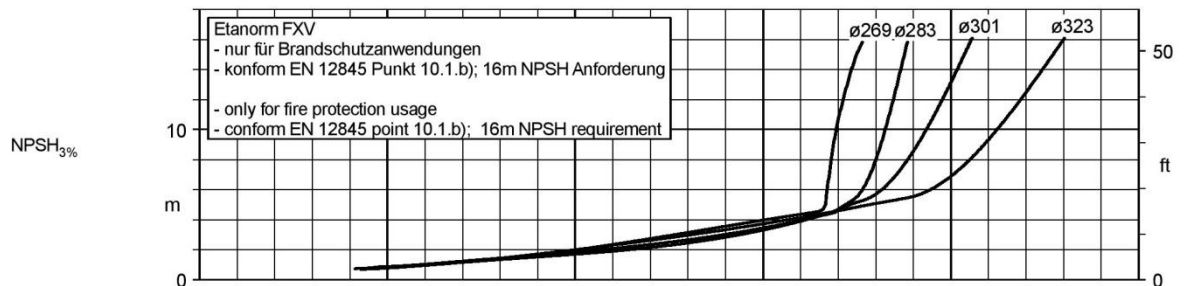 Etanorm FXV
- nur für Brandschutzanwendungen
- konform EN 12845 Punkt 10.1.b); 16m NPSH Anforderung
- only for fire protection usage
- conform EN 12845 point 10.1.b); 16m NPSH requirement
ø269 ø283 ø301 ø323
50
10
NPSH3%
ft
m
0 0